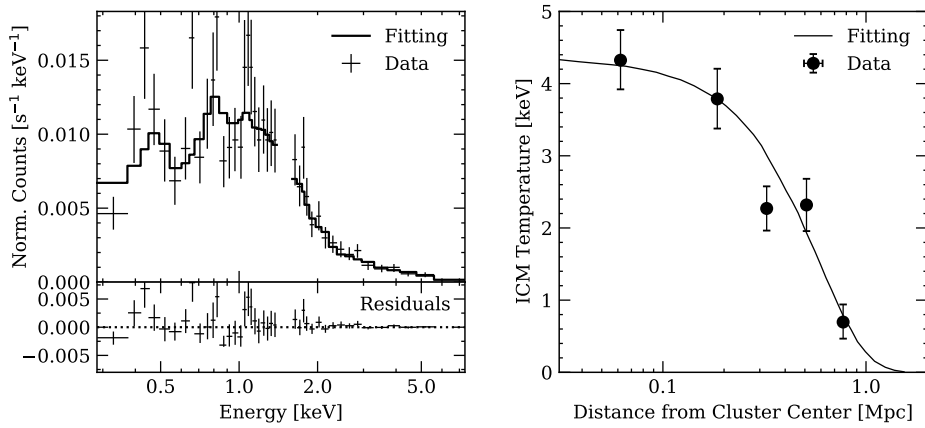 Norm. Counts [s⁻¹ keV⁻¹]
0.015
0.010
0.005
0.000
Fitting
Data
0.005
0.000
−0.005
Residuals
0.5
1.0
2.0
5.0
Energy [keV]
ICM Temperature [keV]
5
4
3
2
1
0
Fitting
Data
0.1
1.0
Distance from Cluster Center [Mpc]